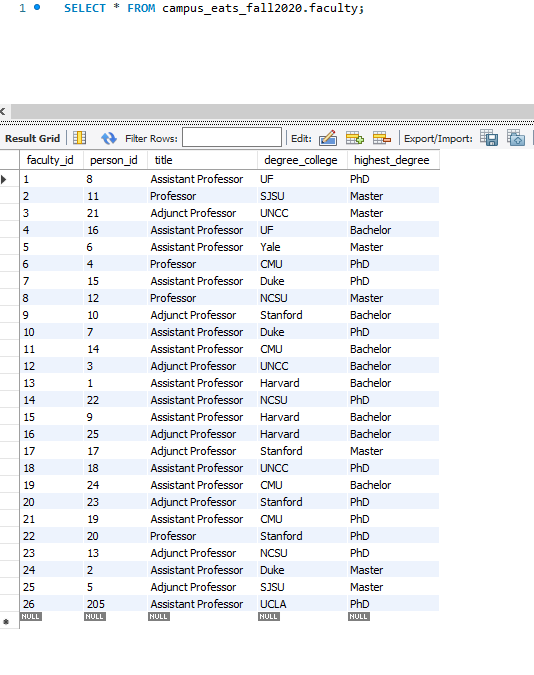 1 SELECT * FROM campus_eats_fall2020.faculty;
Result Grid Filter Rows: Edit: Export/Import:
faculty_id person_id title degree_college highest_degree
1 8 Assistant Professor UF PhD
2 11 Professor SJSU Master
3 21 Adjunct Professor UNCC Master
4 16 Assistant Professor UF Bachelor
5 6 Assistant Professor Yale Master
6 4 Professor CMU PhD
7 15 Assistant Professor Duke PhD
8 12 Professor NCSU Master
9 10 Adjunct Professor Stanford Bachelor
10 7 Assistant Professor Duke PhD
11 14 Assistant Professor CMU Bachelor
12 3 Adjunct Professor UNCC Bachelor
13 1 Assistant Professor Harvard Bachelor
14 22 Assistant Professor NCSU PhD
15 9 Assistant Professor Harvard Bachelor
16 25 Adjunct Professor Harvard Bachelor
17 17 Adjunct Professor Stanford Master
18 18 Assistant Professor UNCC PhD
19 24 Assistant Professor CMU Bachelor
20 23 Adjunct Professor Stanford PhD
21 19 Assistant Professor CMU PhD
22 20 Professor Stanford PhD
23 13 Adjunct Professor NCSU PhD
24 2 Assistant Professor Duke Master
25 5 Adjunct Professor SJSU Master
26 205 Assistant Professor UCLA PhD
NULL NULL NULL NULL NULL